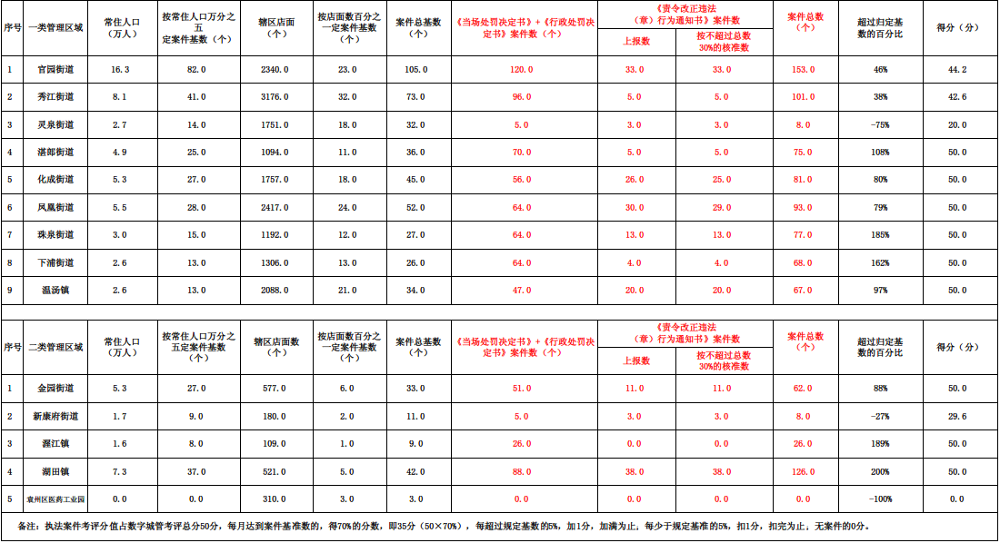 序号 一类管理区域 常住人口（万人） 按常住人口万分之五定案件基数（个） 辖区店面（个） 按店面数百分之一定案件基数（个） 案件总基数（个） 《当场处罚决定书》+《行政处罚决定书》案件数（个） 《责令改正违法（章）行为通知书》案件数 案件总数（个） 超过归定基数的百分比 得分（分）
上报数 按不超过总数30%的核准数
1 官园街道 16.3 82.0 2340.0 23.0 105.0 120.0 33.0 33.0 153.0 46% 44.2
2 秀江街道 8.1 41.0 3176.0 32.0 73.0 96.0 5.0 5.0 101.0 38% 42.6
3 灵泉街道 2.7 14.0 1751.0 18.0 32.0 5.0 3.0 3.0 8.0 -75% 20.0
4 湛郎街道 4.9 25.0 1094.0 11.0 36.0 70.0 5.0 5.0 75.0 108% 50.0
5 化成街道 5.3 27.0 1757.0 18.0 45.0 56.0 26.0 25.0 81.0 80% 50.0
6 凤凰街道 5.5 28.0 2417.0 24.0 52.0 64.0 30.0 29.0 93.0 79% 50.0
7 珠泉街道 3.0 15.0 1192.0 12.0 27.0 64.0 13.0 13.0 77.0 185% 50.0
8 下浦街道 2.6 13.0 1306.0 13.0 26.0 64.0 4.0 4.0 68.0 162% 50.0
9 温汤镇 2.6 13.0 2088.0 21.0 34.0 47.0 20.0 20.0 67.0 97% 50.0
序号 二类管理区域 常住人口（万人） 按常住人口万分之五定案件基数（个） 辖区店面数（个） 按店面数百分之一定案件基数（个） 案件总基数（个） 《当场处罚决定书》+《行政处罚决定书》案件数（个） 《责令改正违法（章）行为通知书》案件数 案件总数（个） 超过归定基数的百分比 得分（分）
上报数 按不超过总数30%的核准数
1 金园街道 5.3 27.0 577.0 6.0 33.0 51.0 11.0 11.0 62.0 88% 50.0
2 新康府街道 1.7 9.0 180.0 2.0 11.0 5.0 3.0 3.0 8.0 -27% 29.6
3 渥江镇 1.6 8.0 109.0 1.0 9.0 26.0 0.0 0.0 26.0 189% 50.0
4 湖田镇 7.3 37.0 521.0 5.0 42.0 88.0 38.0 38.0 126.0 200% 50.0
5 袁州区医药工业园 0.0 0.0 310.0 3.0 3.0 0.0 0.0 0.0 0.0 -100% 0.0
备注：执法案件考评分值占数字城管考评总分50分，每月达到案件基准数的，得70%的分数，即35分（50×70%），每超过规定基数的5%，加1分，加满为止；每少于规定基准的5%，扣1分，扣完为止；无案件的0分。